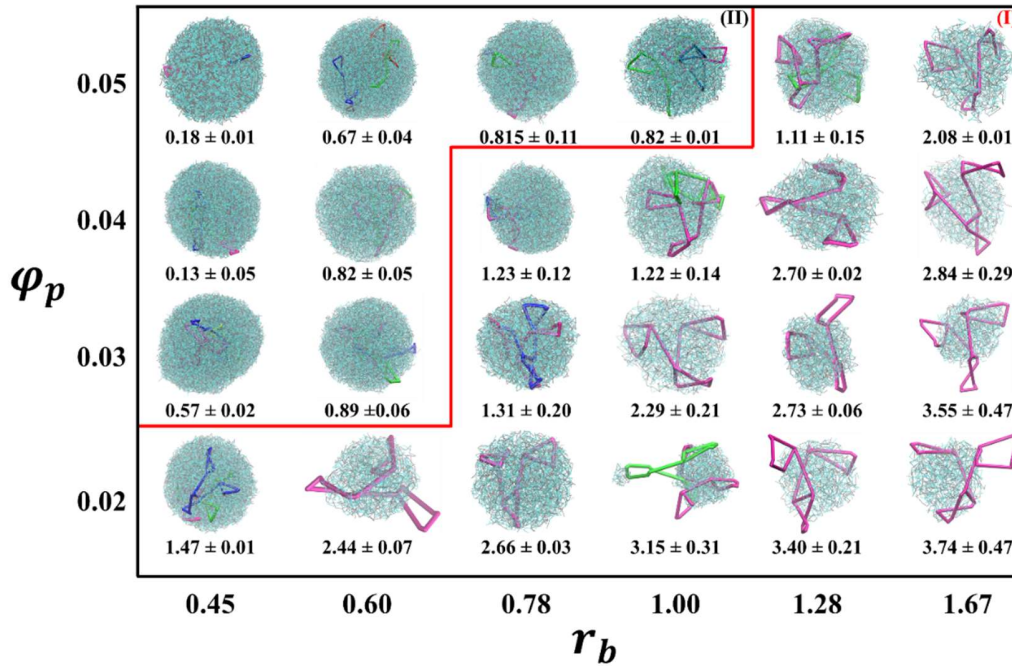 (II) (I)
0.05
0.18 ± 0.01 0.67 ± 0.04 0.815 ± 0.11 0.82 ± 0.01 1.11 ± 0.15 2.08 ± 0.01
0.04
0.13 ± 0.05 0.82 ± 0.05 1.23 ± 0.12 1.22 ± 0.14 2.70 ± 0.02 2.84 ± 0.29
φp
0.03
0.57 ± 0.02 0.89 ±0.06 1.31 ± 0.20 2.29 ± 0.21 2.73 ± 0.06 3.55 ± 0.47
0.02
1.47 ± 0.01 2.44 ± 0.07 2.66 ± 0.03 3.15 ± 0.31 3.40 ± 0.21 3.74 ± 0.47
0.45 0.60 0.78 1.00 1.28 1.67
rb